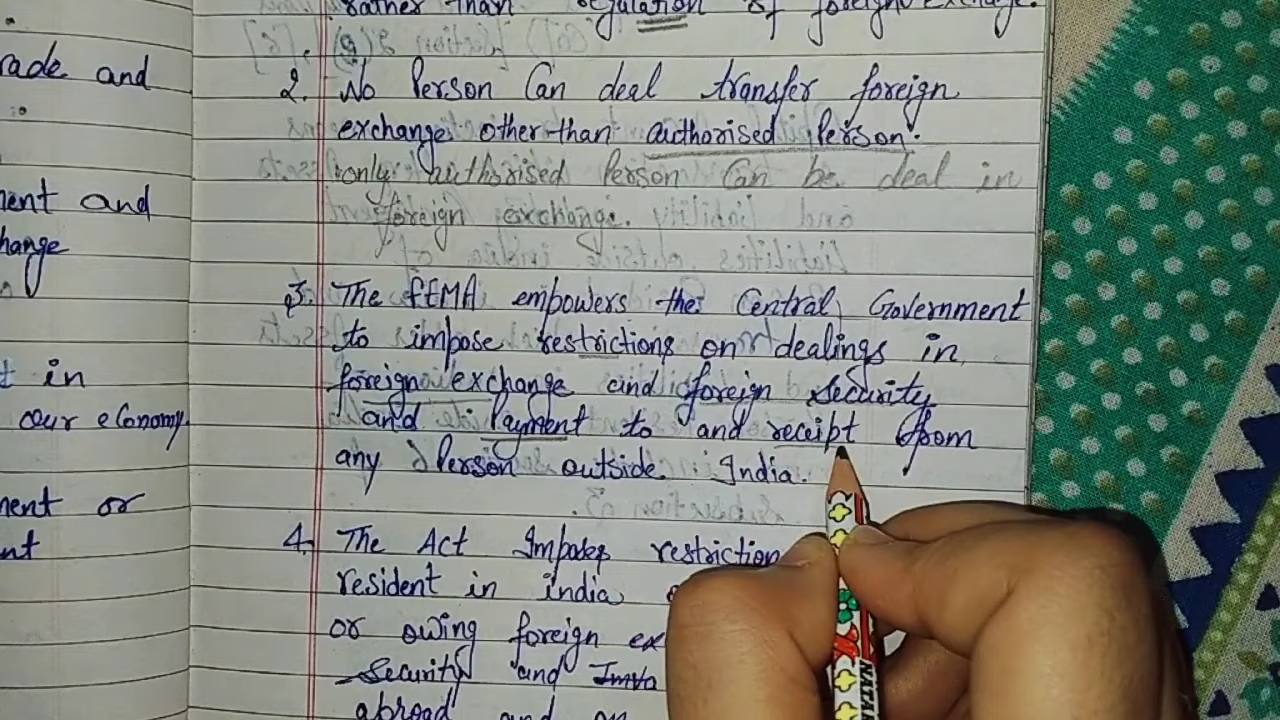 rather than regulation of foreign exchange.
2. No Person Can deal transfer foreign
exchange other than authorised Person.
only authorised Person Can be deal in
foreign exchange.
3. The FEMA empowers the Central Government
to impose restrictions on dealings in
foreign exchange and foreign Security
and Payment to and receipt from
any Person outside India.
4. The Act Imposes restriction
resident in india
or owing foreign ex
Security and
abroad and
rade and
ment and
hange
t in
our economy.
ment or
nt
NATAR